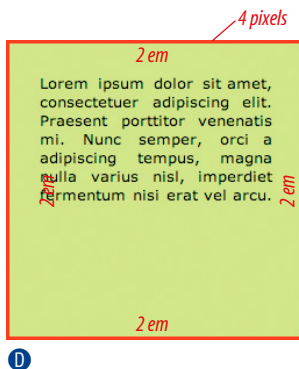 4 pixels
2 em
Lorem ipsum dolor sit amet,
consectetuer adipiscing elit.
Praesent porttitor venenatis
mi. Nunc semper, orci a
adipiscing tempus, magna
nulla varius nisl, imperdiet
fermentum nisi erat vel arcu.
2 em
2 em
2 em
D